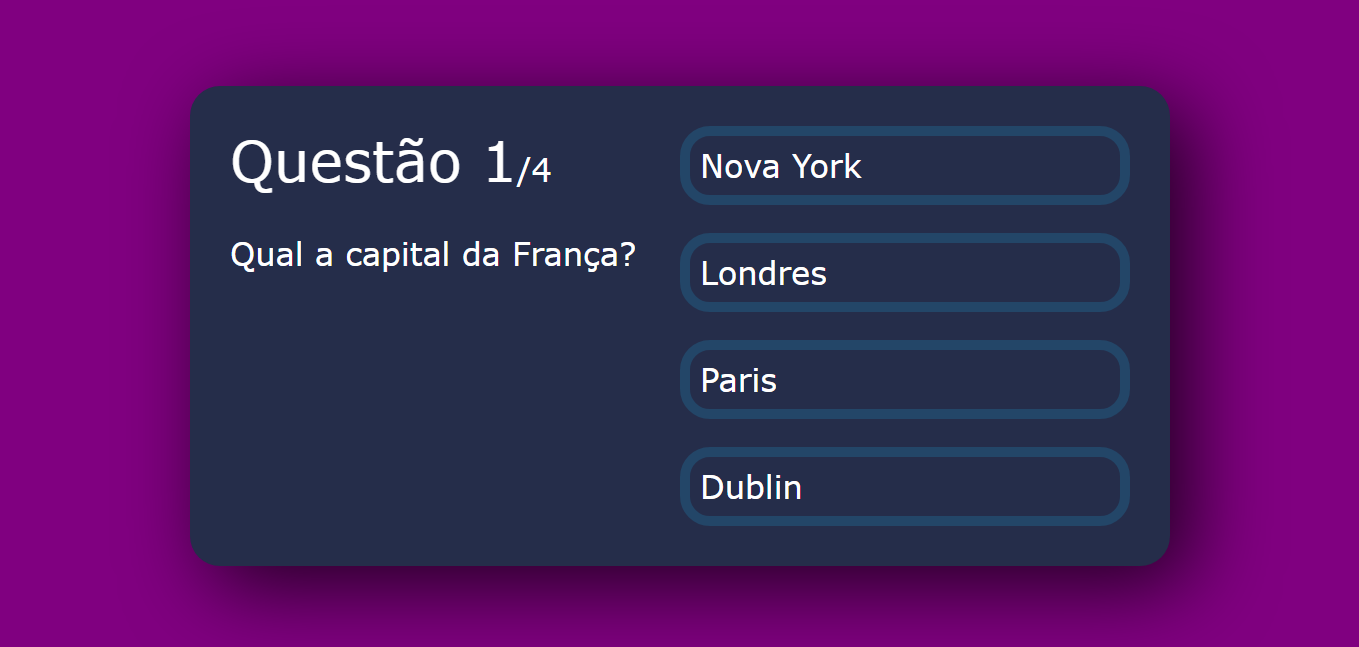 Questão 1/4
Qual a capital da França?
Nova York
Londres
Paris
Dublin